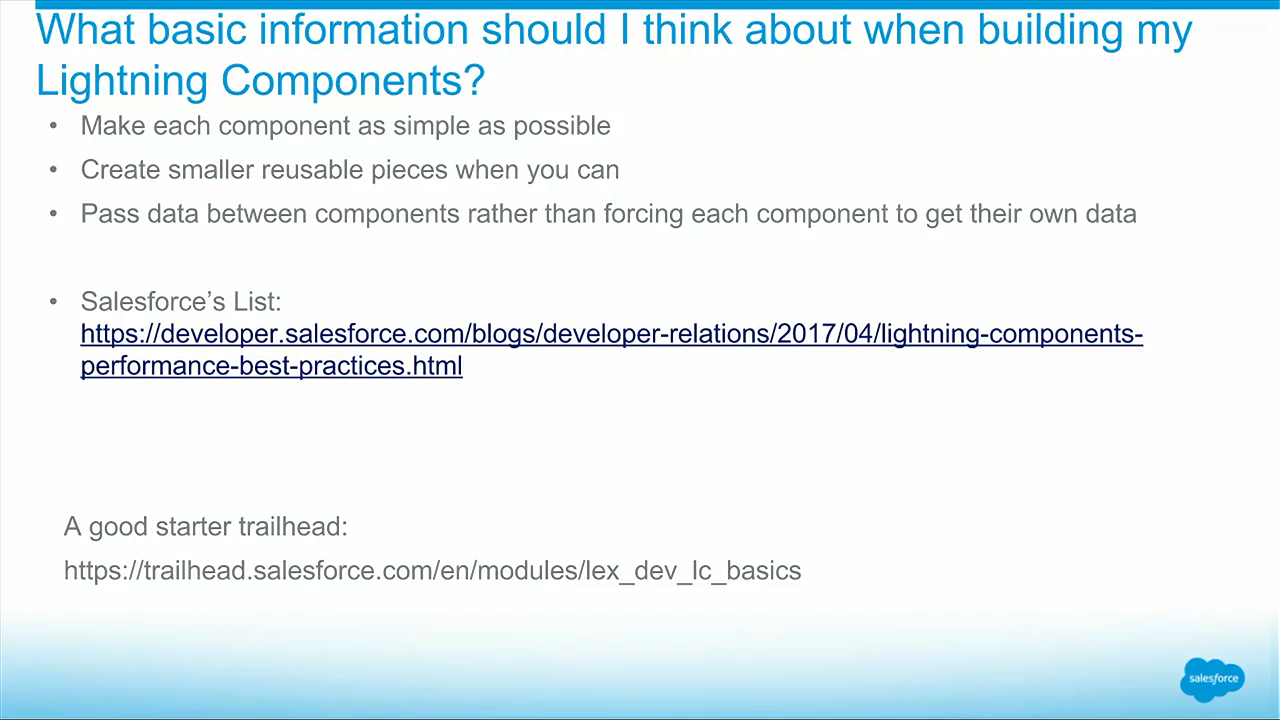 What basic information should I think about when building my
Lightning Components?
• Make each component as simple as possible
• Create smaller reusable pieces when you can
• Pass data between components rather than forcing each component to get their own data
• Salesforce’s List:
https://developer.salesforce.com/blogs/developer-relations/2017/04/lightning-components-
performance-best-practices.html
A good starter trailhead:
https://trailhead.salesforce.com/en/modules/lex_dev_lc_basics
salesforce